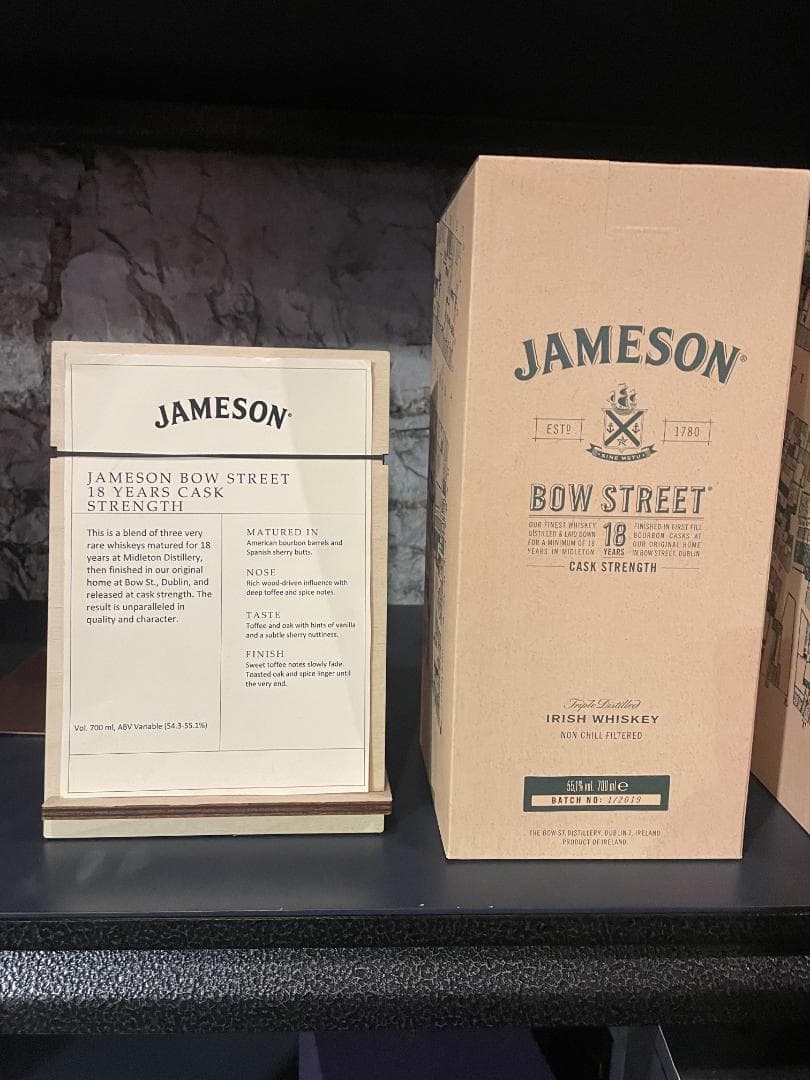 JAMESON
JAMESON BOW STREET
18 YEARS CASK
STRENGTH
This is a blend of three very
rare whiskeys matured for 18
years at Midleton Distillery,
then finished in our original
home at Bow St., Dublin, and
released at cask strength. The
result is unparalleled in
quality and character.
Vol. 700 ml, ABV Variable (54.3-55.1%)
MATURED IN
American bourbon barrels and
Spanish sherry butts.
NOSE
Rich wood-driven influence with
deep toffee and spice notes.
TASTE
Toffee and oak with hints of vanilla
and a subtle sherry nuttiness.
FINISH
Sweet toffee notes slowly fade.
Toasted oak and spice linger until
the very end.
JAMESON®
ESTD 1780
SINE METU
BOW STREET
OUR FINEST WHISKEY
DISTILLED & LAID DOWN
FOR A MINIMUM OF 18
YEARS IN MIDLETON
18
YEARS
FINISHED IN FIRST FILL
BOURBON CASKS AT
OUR ORIGINAL HOME
IN BOW STREET, DUBLIN
CASK STRENGTH
Triple Distilled
IRISH WHISKEY
NON CHILL FILTERED
55,1% vol. 700 ml e
BATCH NO: 1/2019
THE BOW ST. DISTILLERY, DUBLIN 7, IRELAND
PRODUCT OF IRELAND